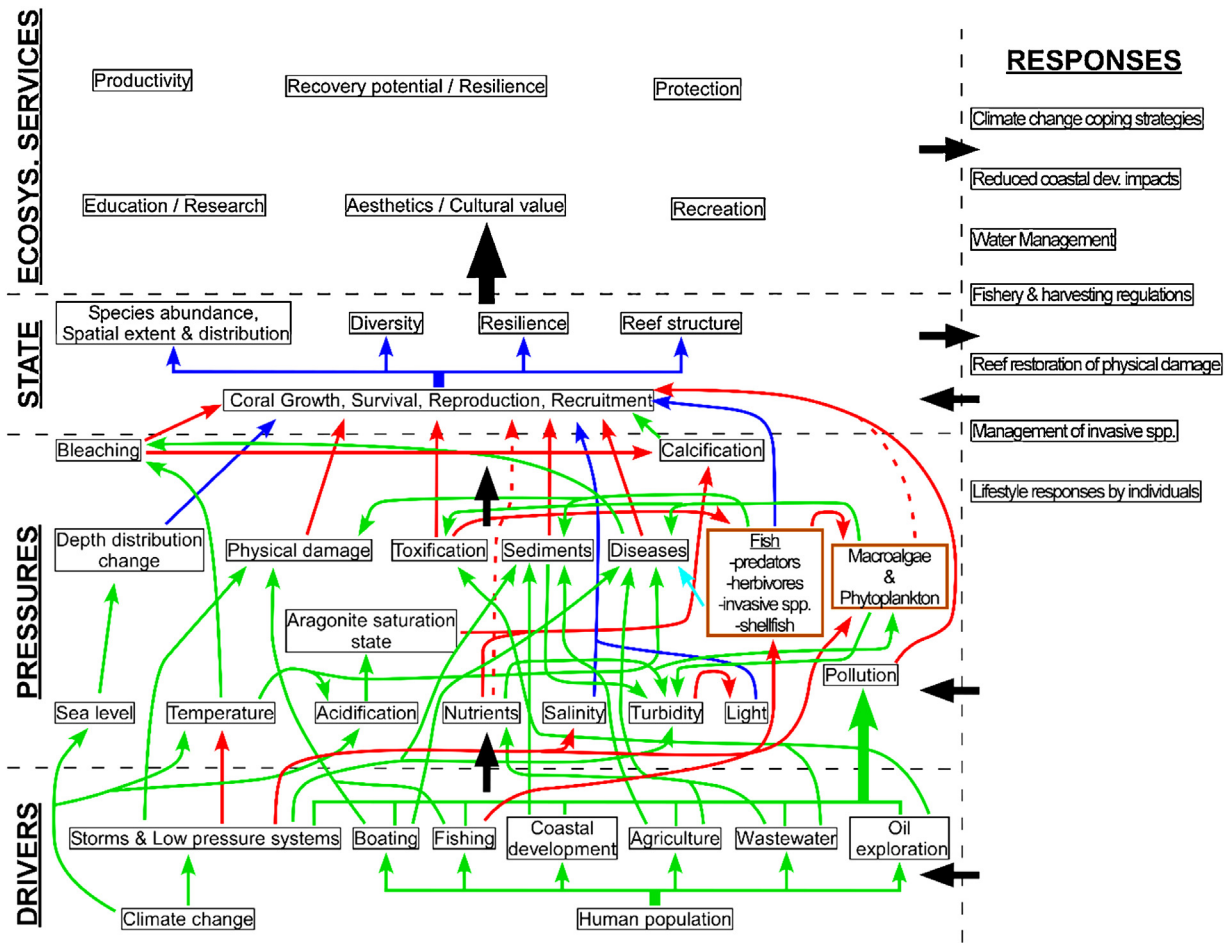 ECOSYS. SERVICES
Productivity
Recovery potential / Resilience
Protection
Education / Research
Aesthetics / Cultural value
Recreation
STATE
Species abundance,
Spatial extent & distribution
Diversity
Resilience
Reef structure
Coral Growth, Survival, Reproduction, Recruitment
PRESSURES
Bleaching
Calcification
Depth distribution
change
Physical damage
Toxification
Sediments
Diseases
Fish
-predators
-herbivores
-invasive spp.
-shellfish
Macroalgae
&
Phytoplankton
Aragonite saturation
state
Pollution
Sea level
Temperature
Acidification
Nutrients
Salinity
Turbidity
Light
DRIVERS
Storms & Low pressure systems
Boating
Fishing
Coastal
development
Agriculture
Wastewater
Oil
exploration
Climate change
Human population
RESPONSES
Climate change coping strategies
Reduced coastal dev. impacts
Water Management
Fishery & harvesting regulations
Reef restoration of physical damage
Management of invasive spp.
Lifestyle responses by individuals